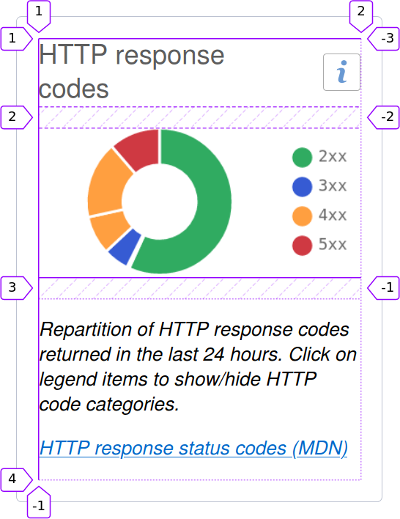 1 2
1 HTTP response -3
codes
i
2 -2
2xx
3xx
4xx
5xx
3 -1
Repartition of HTTP response codes
returned in the last 24 hours. Click on
legend items to show/hide HTTP
code categories.
HTTP response status codes (MDN)
4
-1